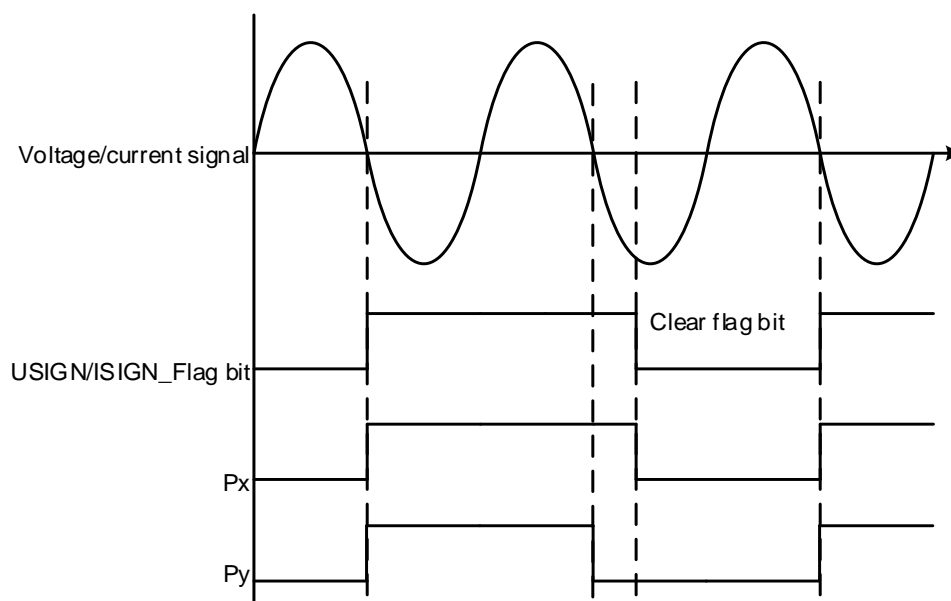 Voltage/current signal
Clear flag bit
USIGN/ISIGN_Flag bit
Px
Py